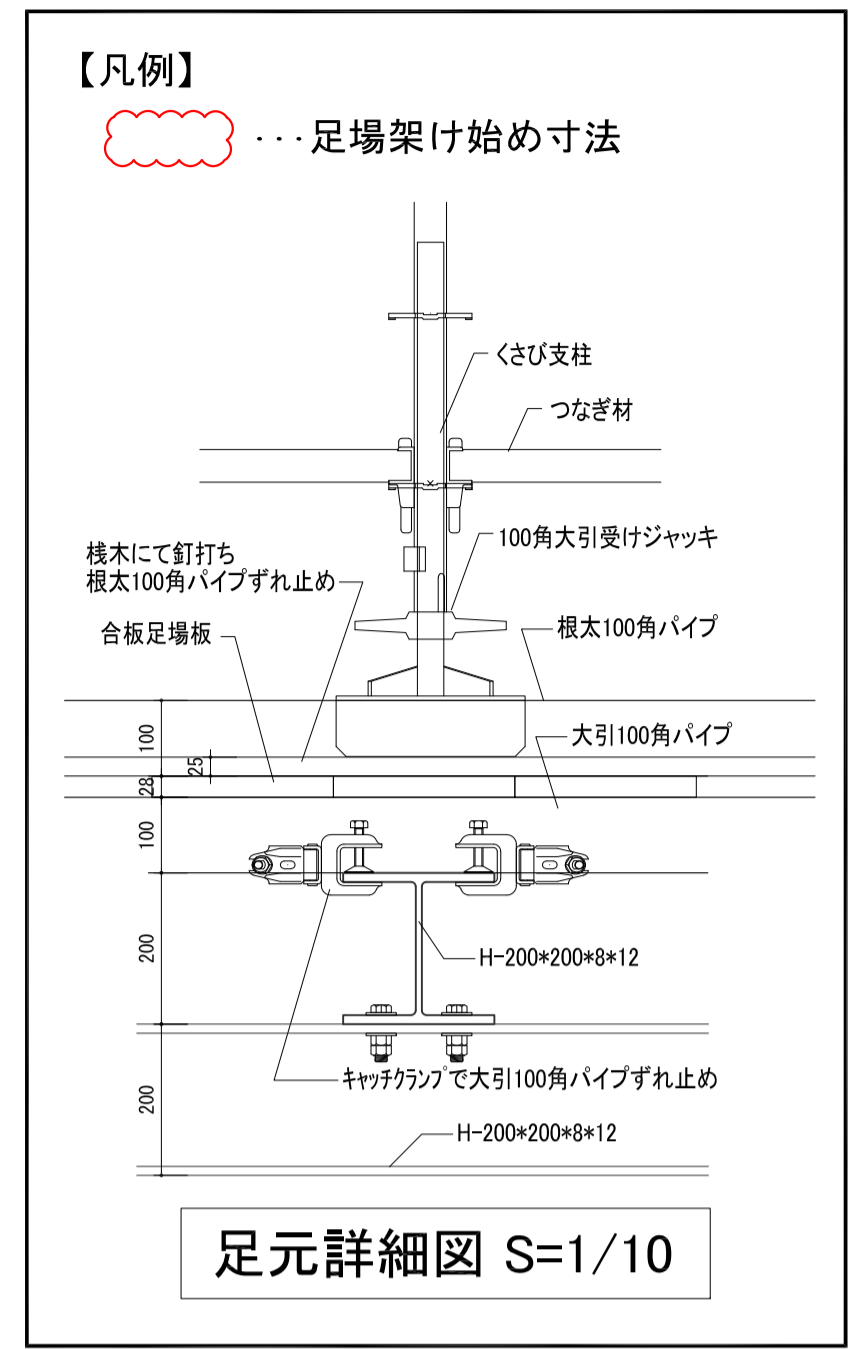 【凡例】
･･･足場架け始め寸法
くさび支柱
つなぎ材
100角大引受けジャッキ
桟木にて釘打ち
根太100角パイプずれ止め
合板足場板
根太100角パイプ
大引100角パイプ
100
25
28
100
200
H-200*200*8*12
キャッチクランプで大引100角パイプずれ止め
200
H-200*200*8*12
足元詳細図 S=1/10